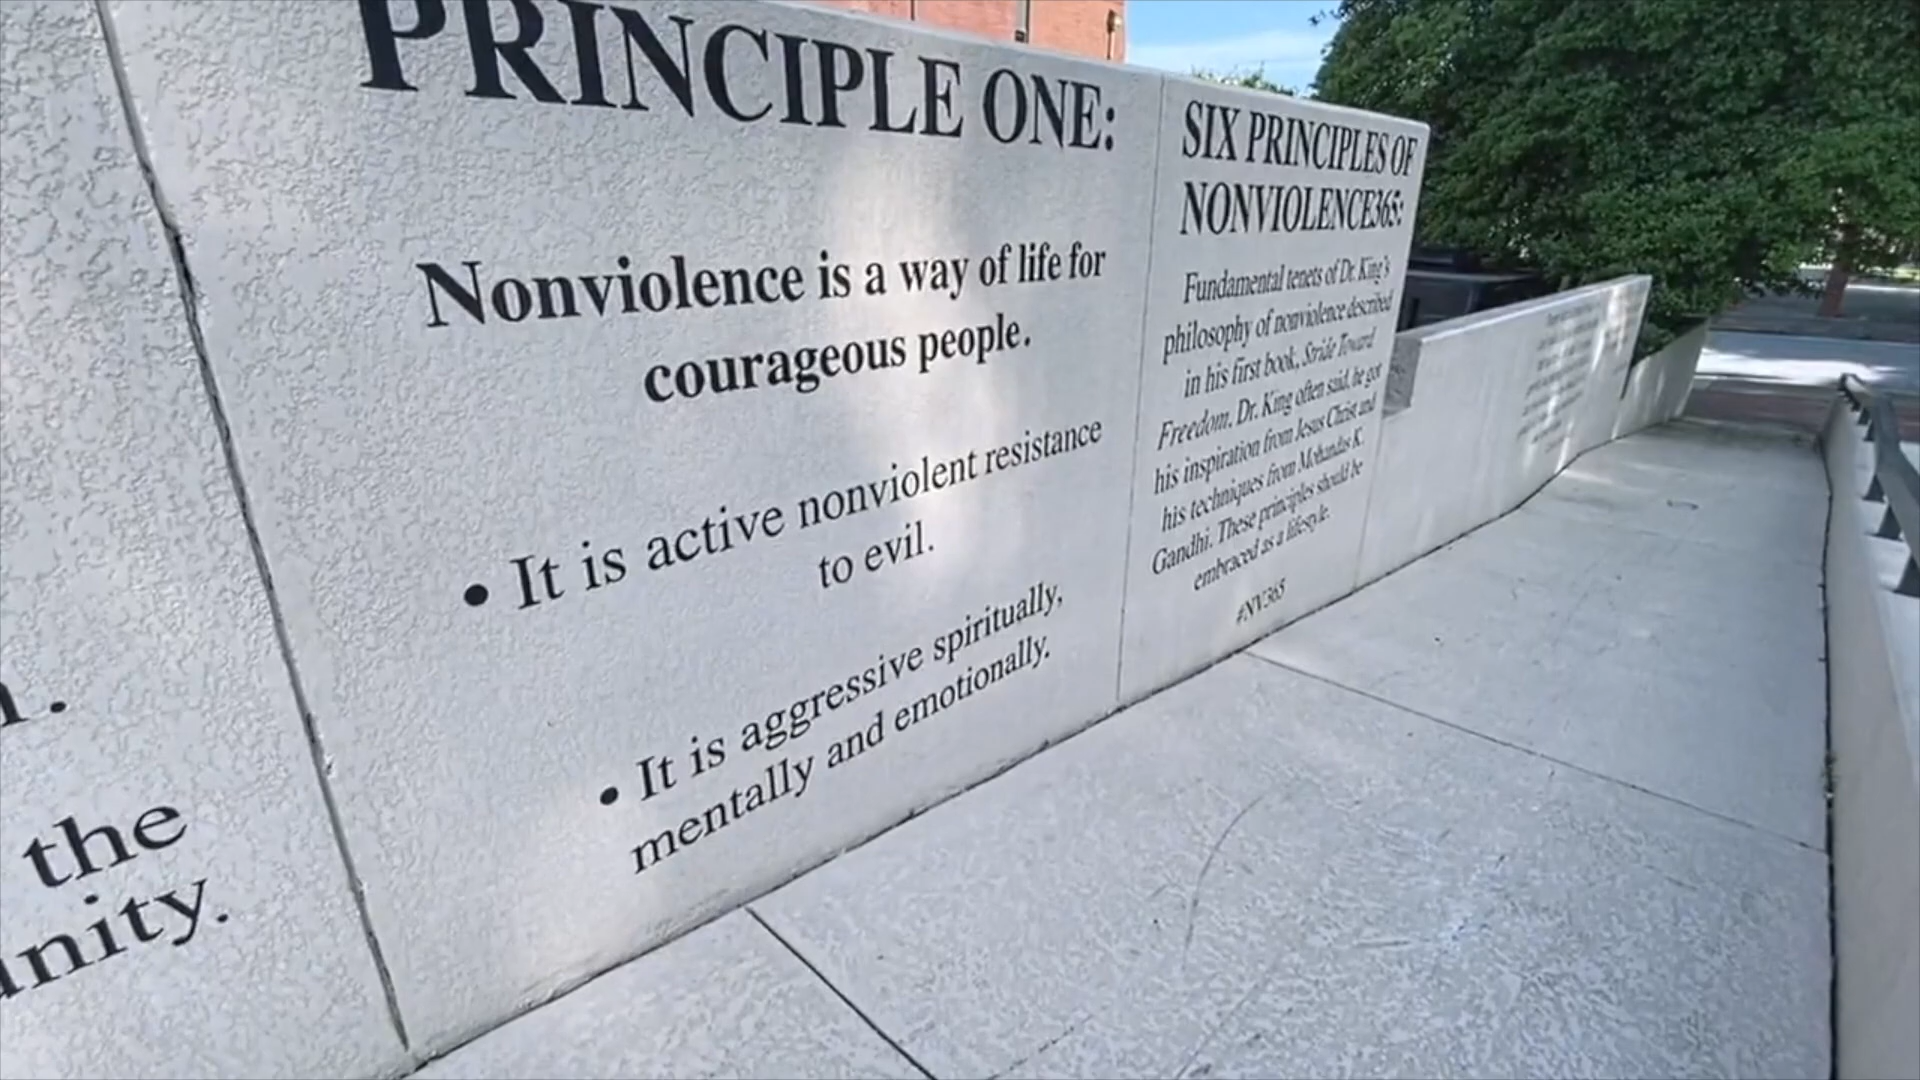 PRINCIPLE ONE:
Nonviolence is a way of life for
courageous people.
• It is active nonviolent resistance
to evil.
• It is aggressive spiritually,
mentally and emotionally.
SIX PRINCIPLES OF
NONVIOLENCE365:
Fundamental tenets of Dr. King's
philosophy of nonviolence described
in his first book, Stride Toward
Freedom. Dr. King often said, he got
his inspiration from Jesus Christ and
his techniques from Mohandas K.
Gandhi. These principles should be
embraced as a lifestyle.
#NV365
the